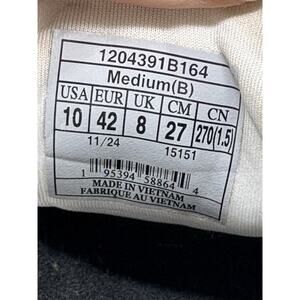 1204391B164
Medium(B)
USA EUR UK CM CN
10 42 8 27 270(1.5)
11/24 15151
1 95394 58864 4
MADE IN VIETNAM
FABRIQUE AU VIETNAM